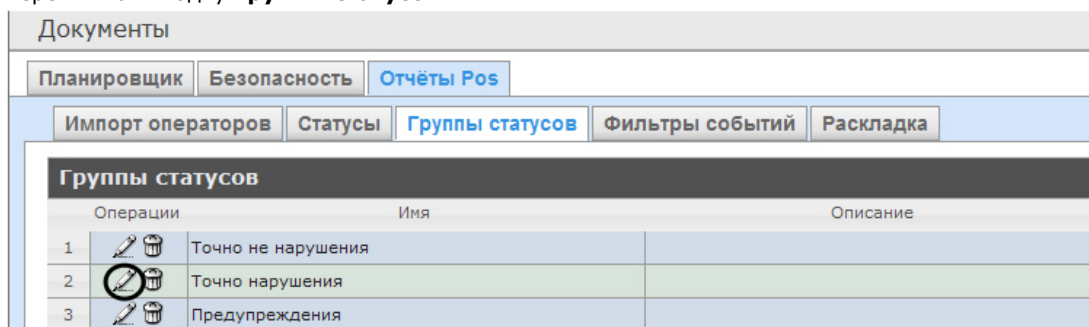 Документы
Планировщик Безопасность Отчёты Pos
Импорт операторов Статусы Группы статусов Фильтры событий Раскладка
Группы статусов
Операции Имя Описание
1 Точно не нарушения
2 Точно нарушения
3 Предупреждения